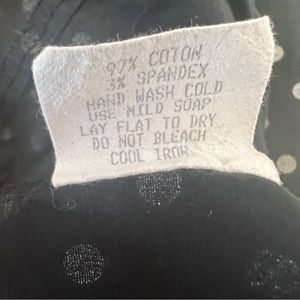 97% COTON
3% SPANDEX
HAND WASH COLD
USE MILD SOAP
LAY FLAT TO DRY
DO NOT BLEACH
COOL IRON